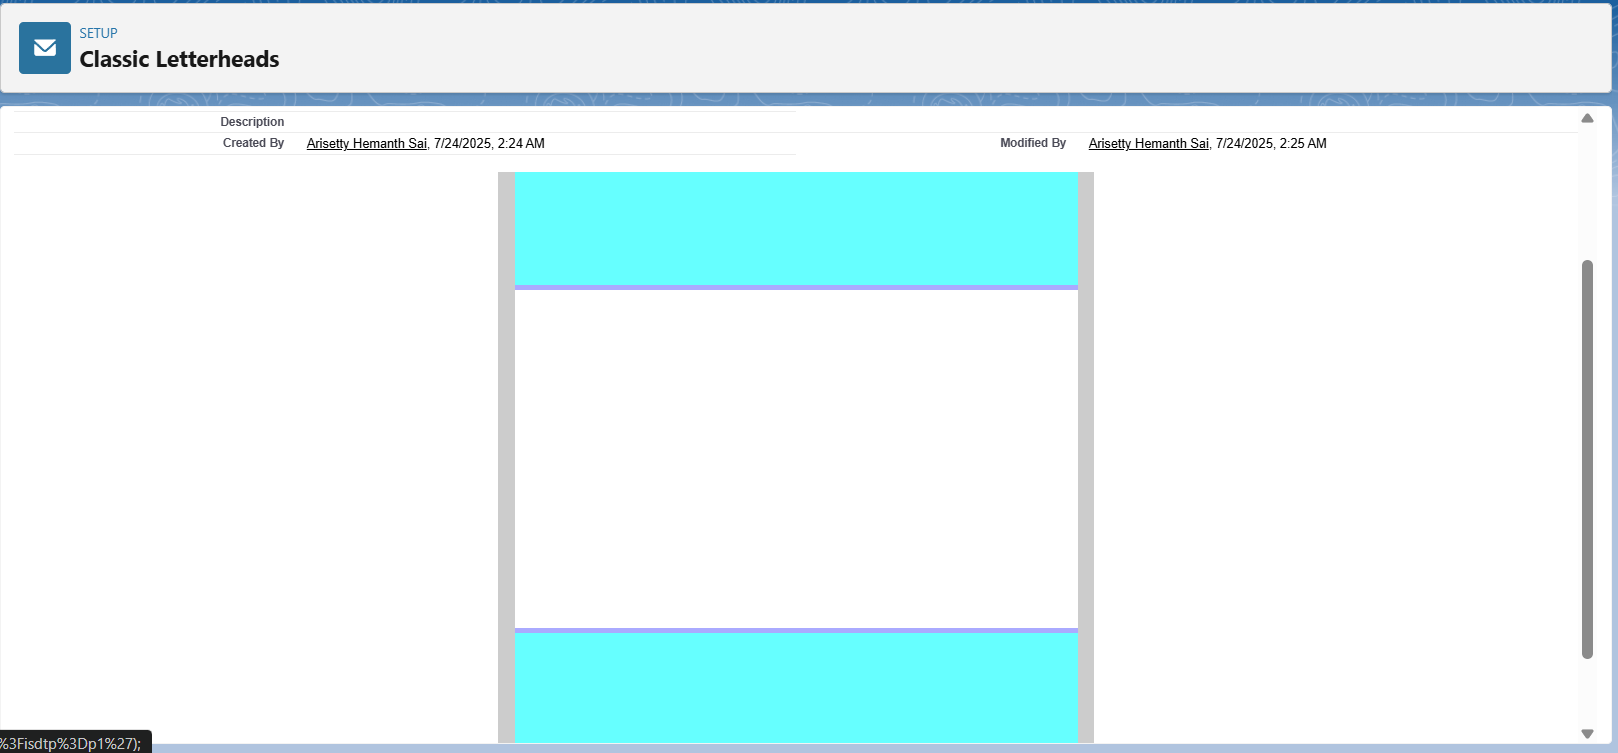 SETUP
Classic Letterheads
Description
Created By Arisetty Hemanth Sai, 7/24/2025, 2:24 AM Modified By Arisetty Hemanth Sai, 7/24/2025, 2:25 AM
%3Fisdtp%3Dp1%27);